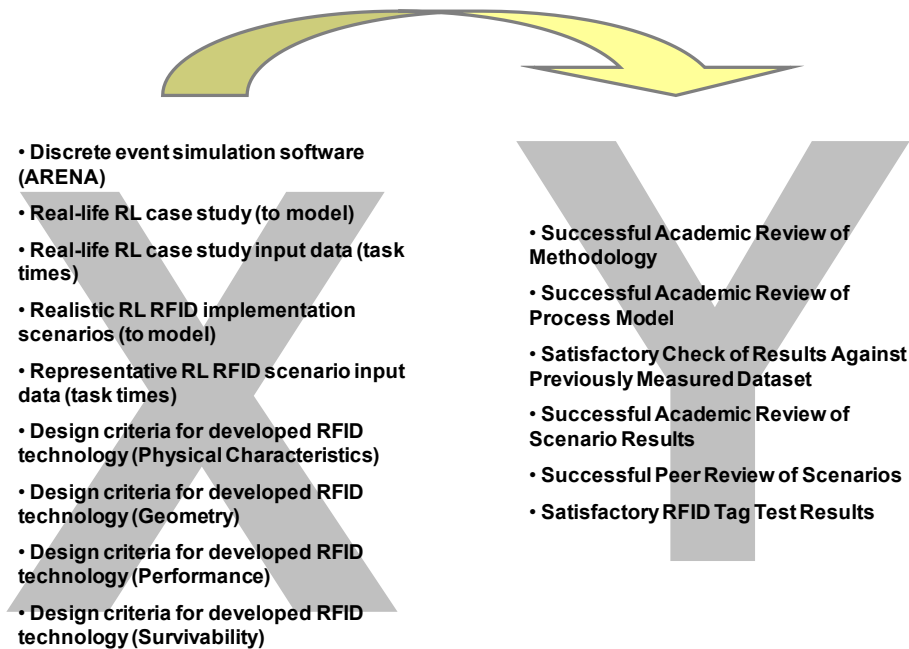 • Discrete event simulation software
(ARENA)
• Real-life RL case study (to model)
• Real-life RL case study input data (task
times)
• Realistic RL RFID implementation
scenarios (to model)
• Representative RL RFID scenario input
data (task times)
• Design criteria for developed RFID
technology (Physical Characteristics)
• Design criteria for developed RFID
technology (Geometry)
• Design criteria for developed RFID
technology (Performance)
• Design criteria for developed RFID
technology (Survivability)
X
• Successful Academic Review of
Methodology
• Successful Academic Review of
Process Model
• Satisfactory Check of Results Against
Previously Measured Dataset
• Successful Academic Review of
Scenario Results
• Successful Peer Review of Scenarios
• Satisfactory RFID Tag Test Results
Y